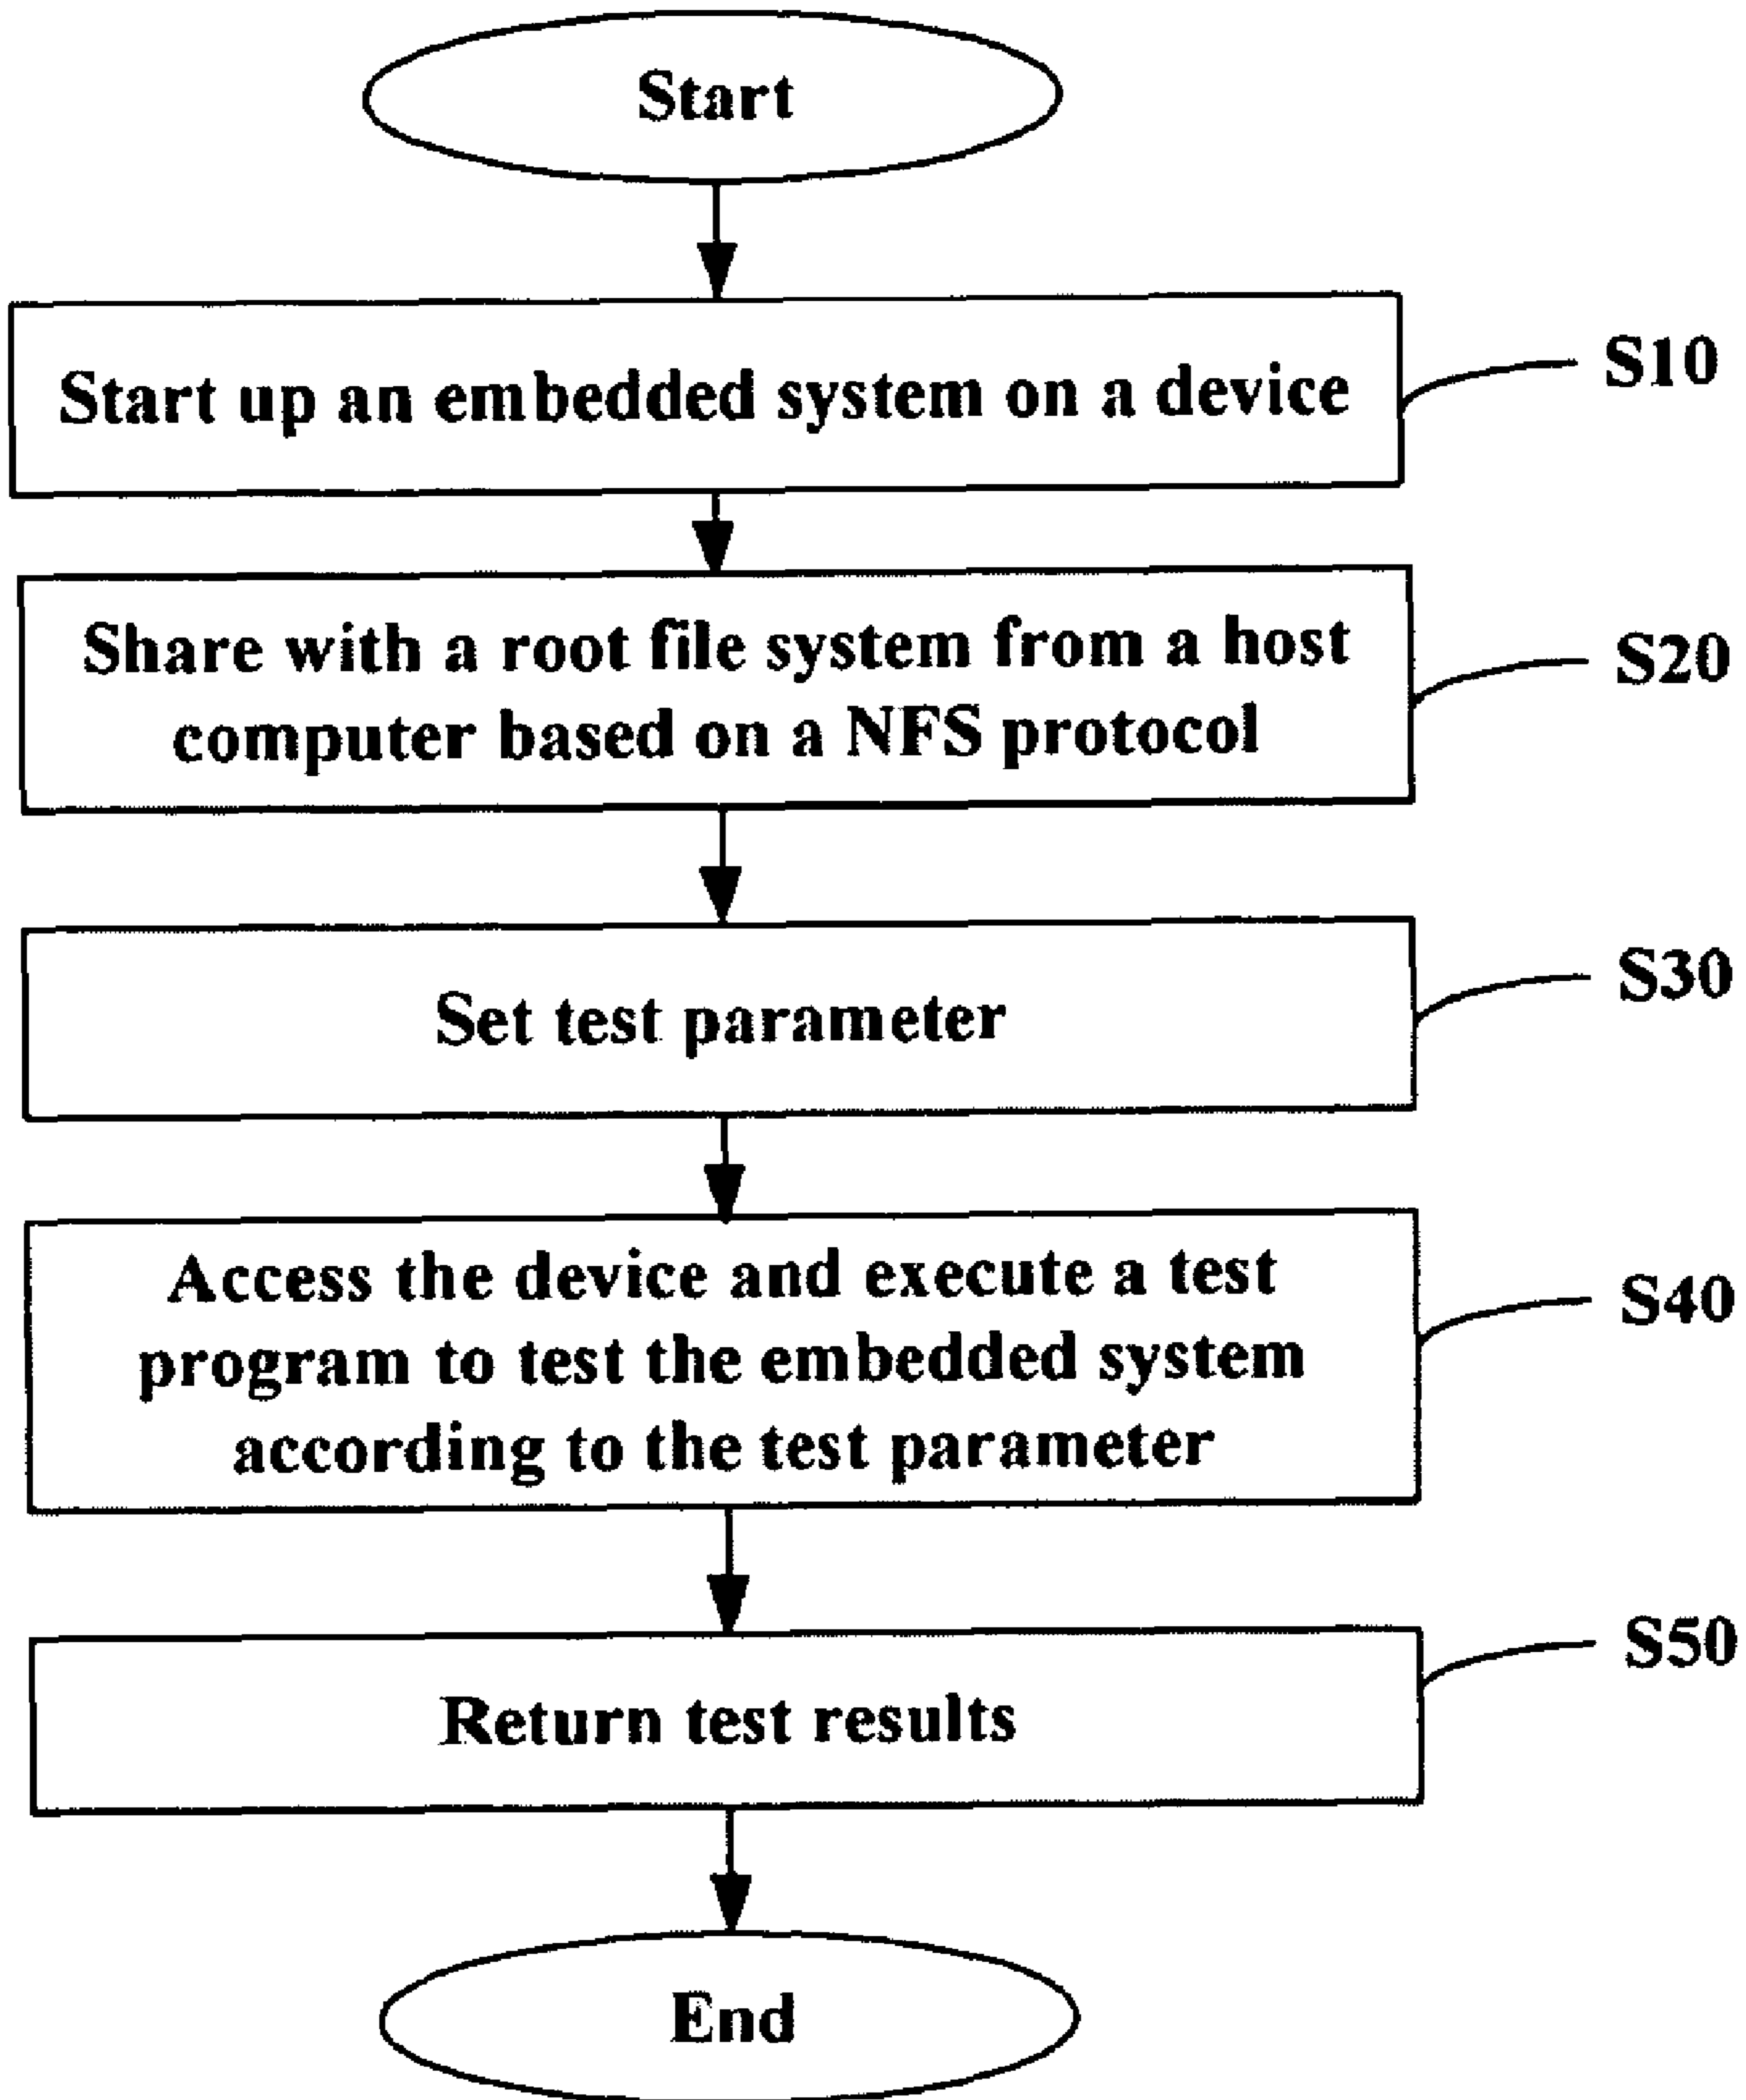 Start
Start up an embedded system on a device
S10
Share with a root file system from a host
computer based on a NFS protocol
S20
Set test parameter
S30
Access the device and execute a test
program to test the embedded system
according to the test parameter
S40
Return test results
S50
End